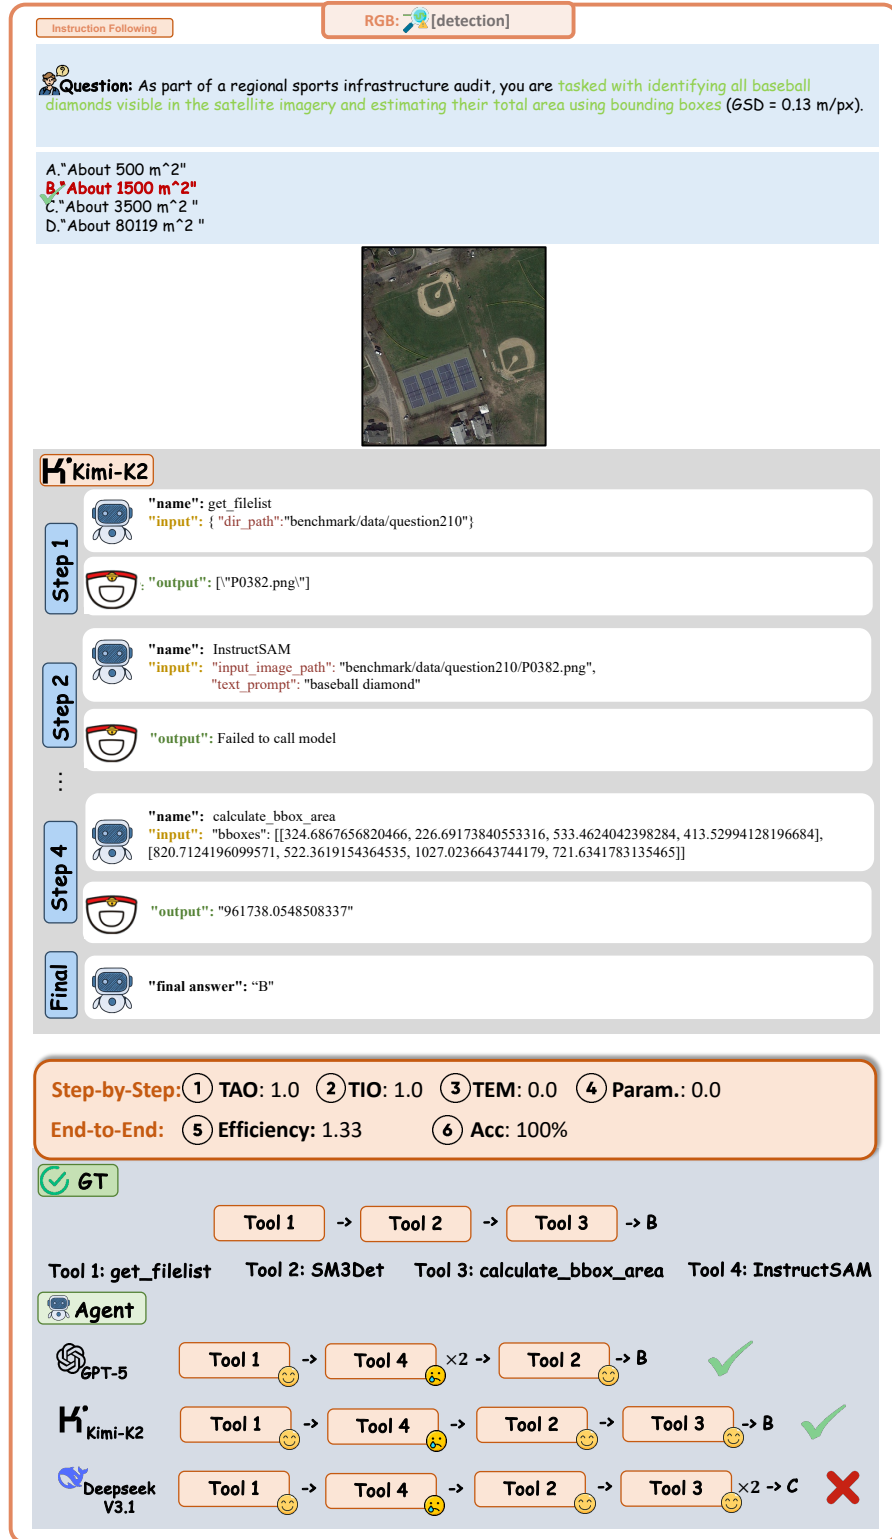 Instruction Following
RGB: [detection]
Question: As part of a regional sports infrastructure audit, you are tasked with identifying all baseball
diamonds visible in the satellite imagery and estimating their total area using bounding boxes (GSD = 0.13 m/px).
A.“About 500 m^2"
B.“About 1500 m^2"
C.“About 3500 m^2 "
D.“About 80119 m^2 "
Kimi-K2
Step 1
"name": get_filelist
"input": { "dir_path":"benchmark/data/question210"}
: "output": [\"P0382.png\"]
Step 2
"name": InstructSAM
"input": "input_image_path": "benchmark/data/question210/P0382.png",
"text_prompt": "baseball diamond"
"output": Failed to call model
...
Step 4
"name": calculate_bbox_area
"input": "bboxes": [[324.6867656820466, 226.69173840553316, 533.4624042398284, 413.52994128196684],
[820.7124196099571, 522.3619154364535, 1027.0236643744179, 721.6341783135465]]
"output": "961738.0548508337"
Final
"final answer": “B"
Step-by-Step: 1 TAO: 1.0 2 TIO: 1.0 3 TEM: 0.0 4 Param.: 0.0
End-to-End: 5 Efficiency: 1.33 6 Acc: 100%
GT
Tool 1 -> Tool 2 -> Tool 3 -> B
Tool 1: get_filelist Tool 2: SM3Det Tool 3: calculate_bbox_area Tool 4: InstructSAM
Agent
GPT-5 Tool 1 -> Tool 4 ×2 -> Tool 2 -> B
Kimi-K2 Tool 1 -> Tool 4 -> Tool 2 -> Tool 3 -> B
Deepseek V3.1 Tool 1 -> Tool 4 -> Tool 2 -> Tool 3 ×2 -> C